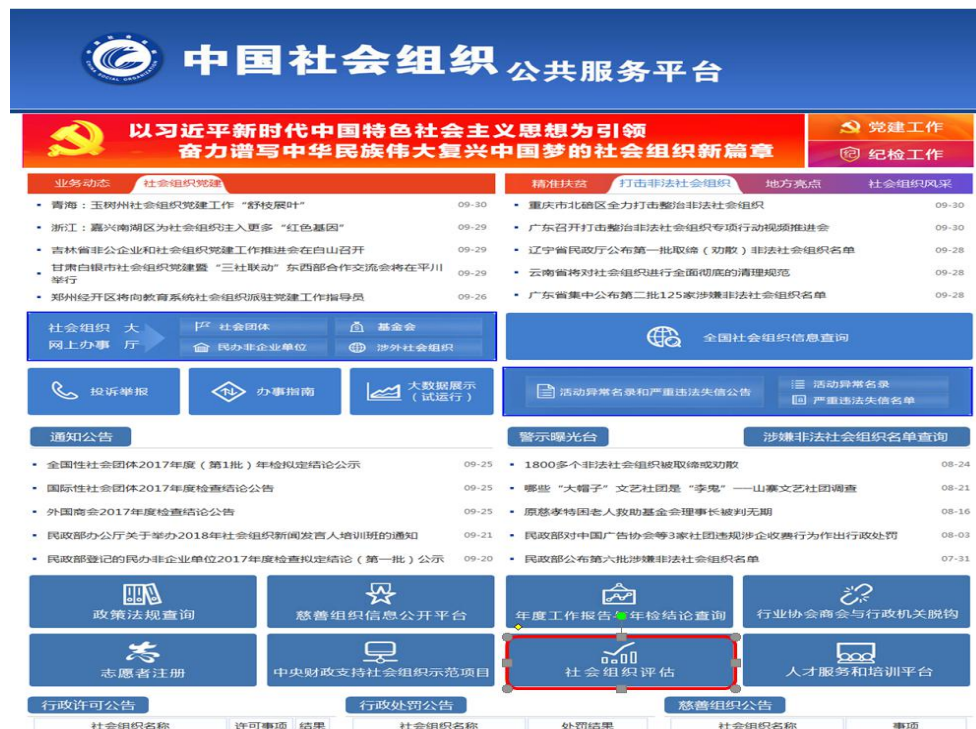 中国社会组织 公共服务平台
以习近平新时代中国特色社会主义思想为引领
奋力谱写中华民族伟大复兴中国梦的社会组织新篇章
党建工作
纪检工作
业务动态 社会组织党建
青海：玉树州社会组织党建工作“舒枝展叶” 09-30
浙江：嘉兴南湖区为社会组织注入更多“红色基因” 09-29
吉林省非公企业和社会组织党建工作推进会在白山召开 09-29
甘肃白银市社会组织党建暨“三社联动”东西部合作交流会将在平川
举行 09-29
郑州经开区将向教育系统社会组织派驻党建工作指导员 09-26
精准扶贫 打击非法社会组织 地方亮点 社会组织风采
重庆市北碚区全力打击整治非法社会组织 09-30
广东召开打击整治非法社会组织专项行动视频推进会 09-30
辽宁省民政厅公布第一批取缔（劝散）非法社会组织名单 09-28
云南省将对社会组织进行全面彻底的清理规范 09-28
广东省集中公布第二批125家涉嫌非法社会组织名单 09-28
社会组织 大
网上办事 厅
社会团体 基金会
民办非企业单位 涉外社会组织
全国社会组织信息查询
投诉举报
办事指南
大数据展示
（试运行）
活动异常名录和严重违法失信公告
活动异常名录
严重违法失信名单
通知公告
全国性社会团体2017年度（第1批）年检拟定结论公示 09-25
国际性社会团体2017年度检查结论公告 09-25
外国商会2017年度检查结论公告 09-25
民政部办公厅关于举办2018年社会组织新闻发言人培训班的通知 09-21
民政部登记的民办非企业单位2017年度检查拟定结论（第一批）公示 09-20
警示曝光台 涉嫌非法社会组织名单查询
1800多个非法社会组织被取缔或劝散 08-24
哪些“大帽子”文艺社团是“李鬼”——山寨文艺社团调查 08-21
原慈孝特困老人救助基金会理事长被判无期 08-16
民政部对中国广告协会等3家社团违规涉企收费行为作出行政处罚 08-03
民政部公布第六批涉嫌非法社会组织名单 07-31
政策法规查询
慈善组织信息公开平台
年度工作报告与年检结论查询
行业协会商会与行政机关脱钩
志愿者注册
中央财政支持社会组织示范项目
社会组织评估
人才服务和培训平台
行政许可公告
行政处罚公告
慈善组织公告
社会组织名称 许可事项 结果
社会组织名称 处罚结果
社会组织名称 事项